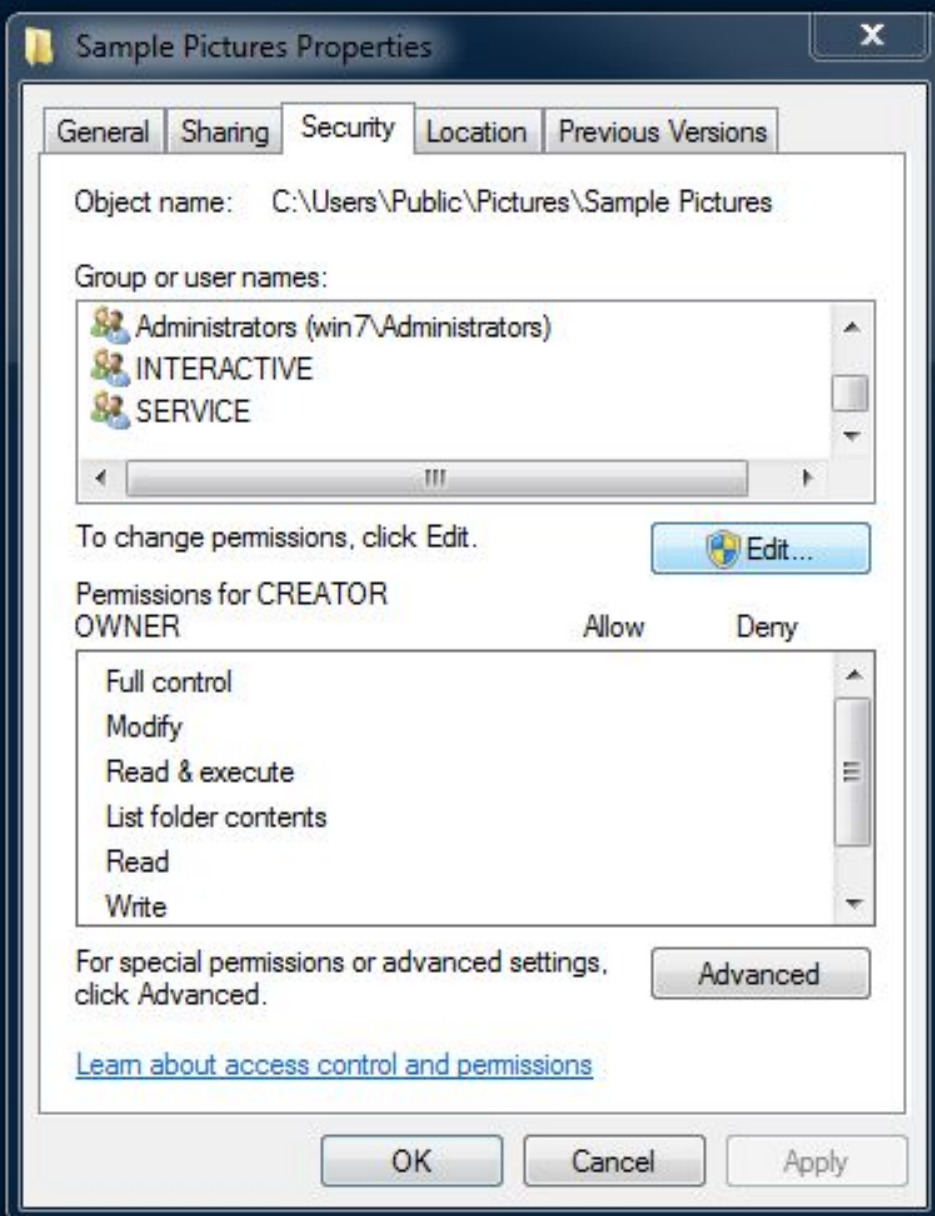 Sample Pictures Properties
x
General Sharing Security Location Previous Versions
Object name: C:\Users\Public\Pictures\Sample Pictures
Group or user names:
Administrators (win7\Administrators)
INTERACTIVE
SERVICE
To change permissions, click Edit.
Edit...
Permissions for CREATOR
OWNER Allow Deny
Full control
Modify
Read & execute
List folder contents
Read
Write
For special permissions or advanced settings,
click Advanced.
Advanced
Learn about access control and permissions
OK Cancel Apply